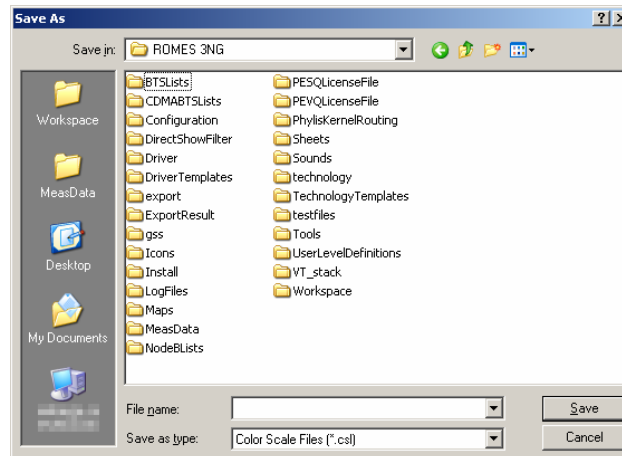 Save As
Save in:
ROMES 3NG
Workspace
MeasData
Desktop
My Documents
BTSLists
CDMABTSLists
Configuration
DirectShowFilter
Driver
DriverTemplates
export
ExportResult
gss
Icons
Install
LogFiles
Maps
MeasData
NodeBLists
PESQLicenseFile
PEVQLicenseFile
PhylisKernelRouting
Sheets
Sounds
technology
TechnologyTemplates
testfiles
Tools
UserLevelDefinitions
VT_stack
Workspace
File name:
Save
Save as type:
Color Scale Files (*.csl)
Cancel